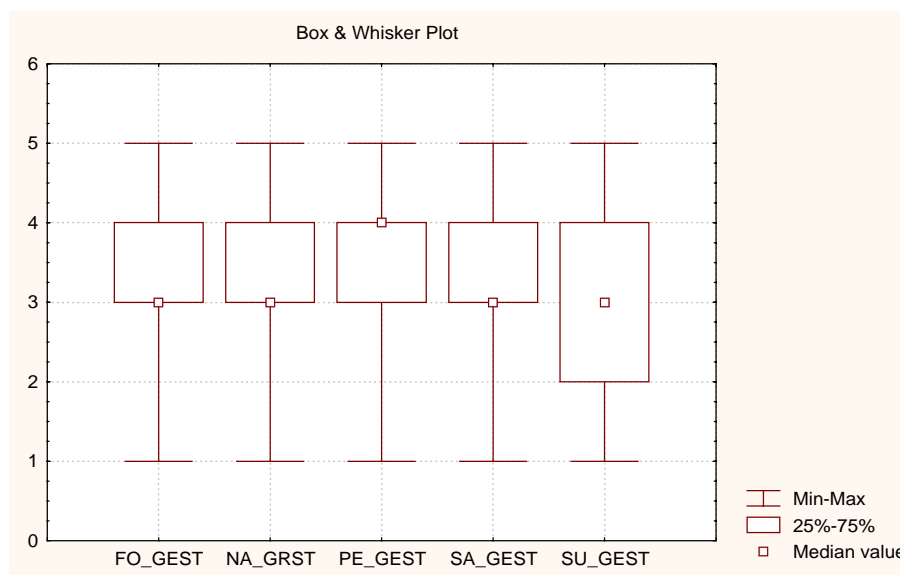 Box & Whisker Plot
6
5
4
3
2
1
0
FO_GEST NA_GRST PE_GEST SA_GEST SU_GEST
Min-Max
25%-75%
Median value